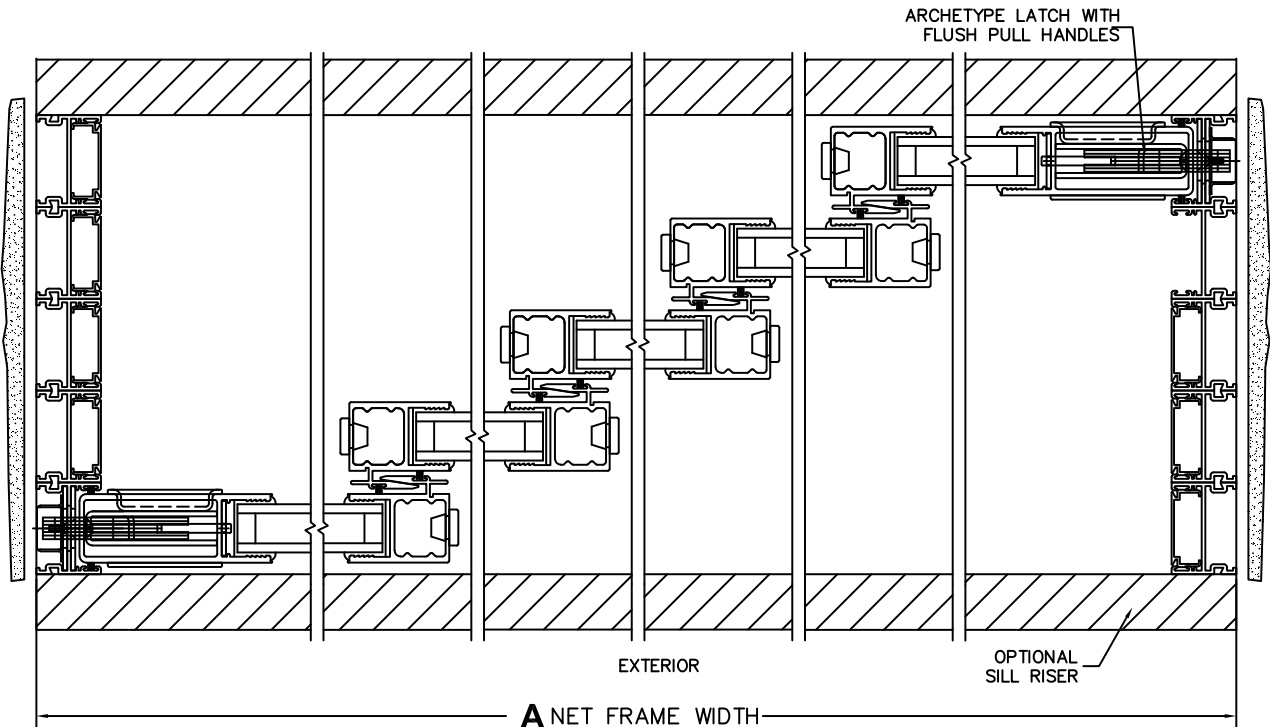 ARCHETYPE LATCH WITH
FLUSH PULL HANDLES
EXTERIOR
OPTIONAL
SILL RISER
A NET FRAME WIDTH